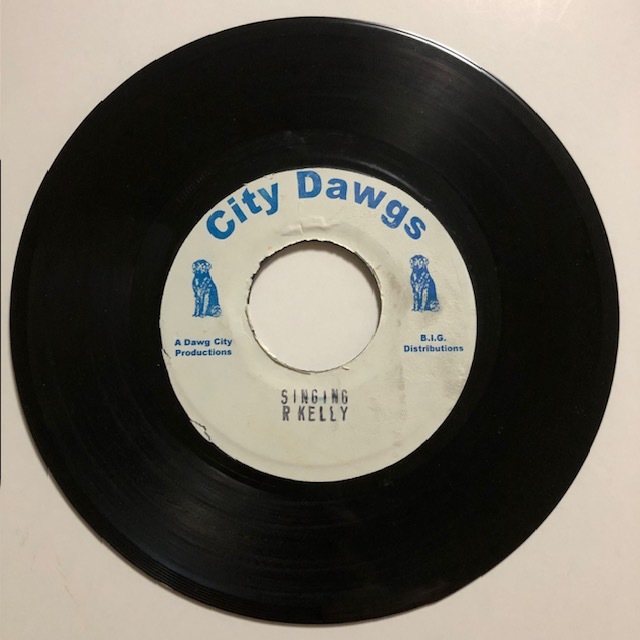 City Dawgs
A Dawg City
Productions
B.I.G.
Distributions
SINGING
R KELLY